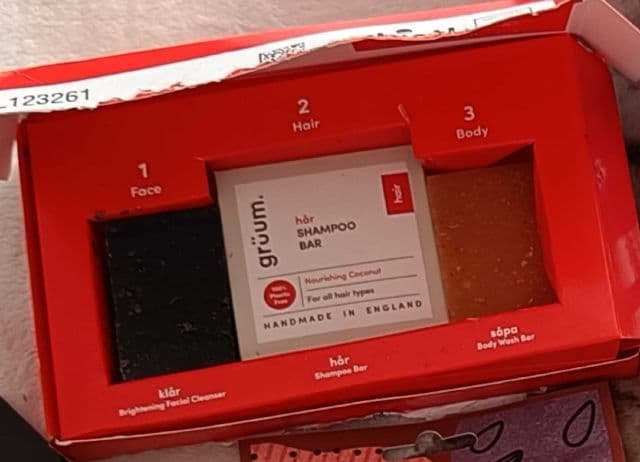 123261
2
Hair
3
Body
1
Face
grüum.
hår
SHAMPOO
BAR
hair
100%
Plastic
Free
Nourishing Coconut
For all hair types
HANDMADE IN ENGLAND
klår
Brightening Facial Cleanser
hår
Shampoo Bar
såpa
Body Wash Bar